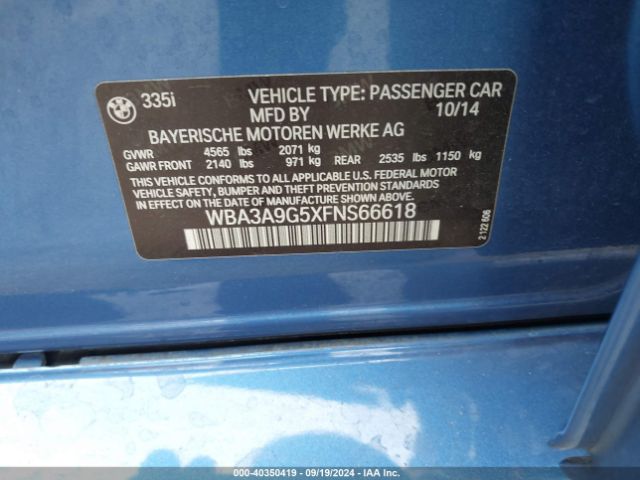 BMW 335i VEHICLE TYPE: PASSENGER CAR
MFD BY 10/14
BAYERISCHE MOTOREN WERKE AG
GVWR 4565 lbs 2071 kg
GAWR FRONT 2140 lbs 971 kg REAR 2535 lbs 1150 kg
THIS VEHICLE CONFORMS TO ALL APPLICABLE U.S. FEDERAL MOTOR
VEHICLE SAFETY, BUMPER AND THEFT PREVENTION STANDARDS IN
EFFECT ON THE DATE OF MANUFACTURE SHOWN ABOVE.
WBA3A9G5XFNS66618
2 122 606
000-40350419 - 09/19/2024 - IAA Inc.